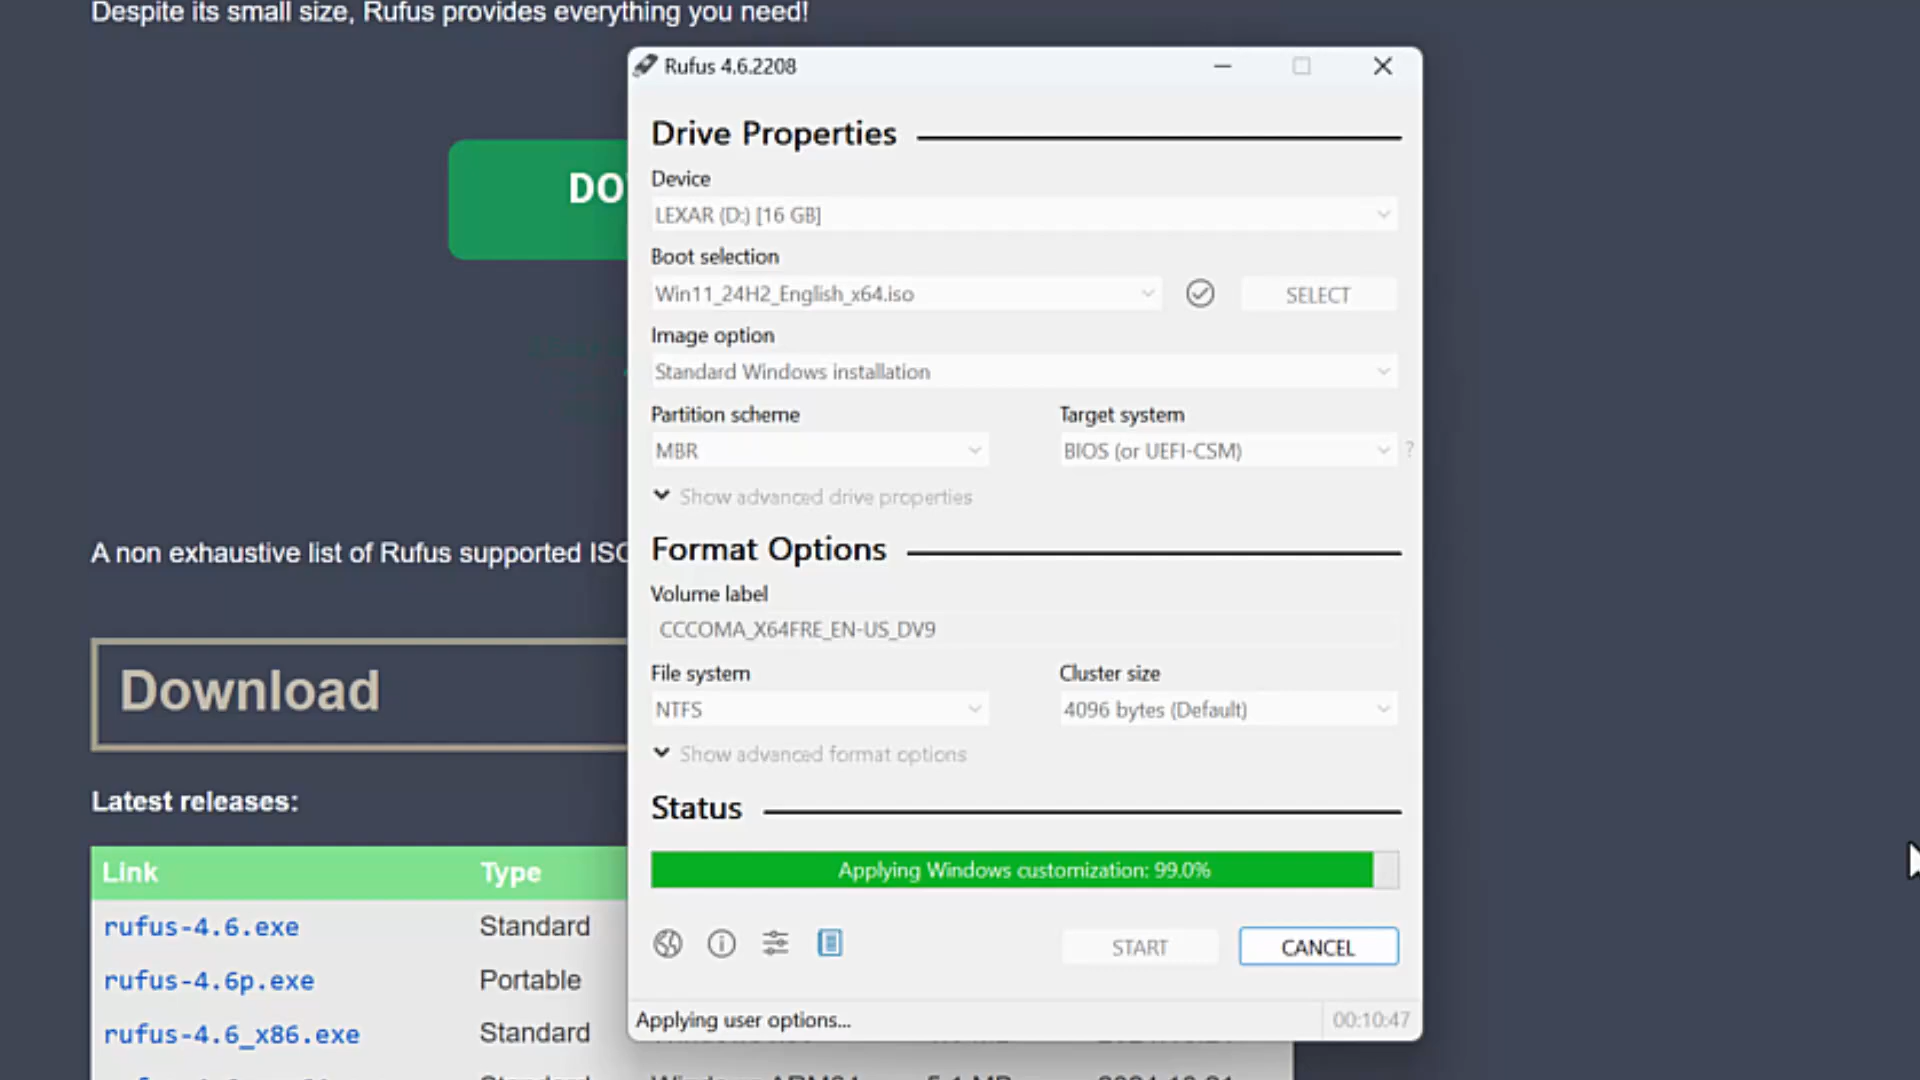 Despite its small size, Rufus provides everything you need!
Rufus 4.6.2208
Drive Properties
DO
Device
LEXAR (D:) [16 GB]
Boot selection
Win11_24H2_English_x64.iso
SELECT
Image option
Standard Windows installation
Partition scheme
Target system
MBR
BIOS (or UEFI-CSM)
?
Show advanced drive properties
A non exhaustive list of Rufus supported ISO
Format Options
Volume label
CCCOMA_X64FRE_EN-US_DV9
File system
Cluster size
NTFS
4096 bytes (Default)
Show advanced format options
Download
Latest releases:
Status
Link Type
Applying Windows customization: 99.0%
rufus-4.6.exe Standard
START
CANCEL
rufus-4.6p.exe Portable
Applying user options...
00:10:47
rufus-4.6_x86.exe Standard